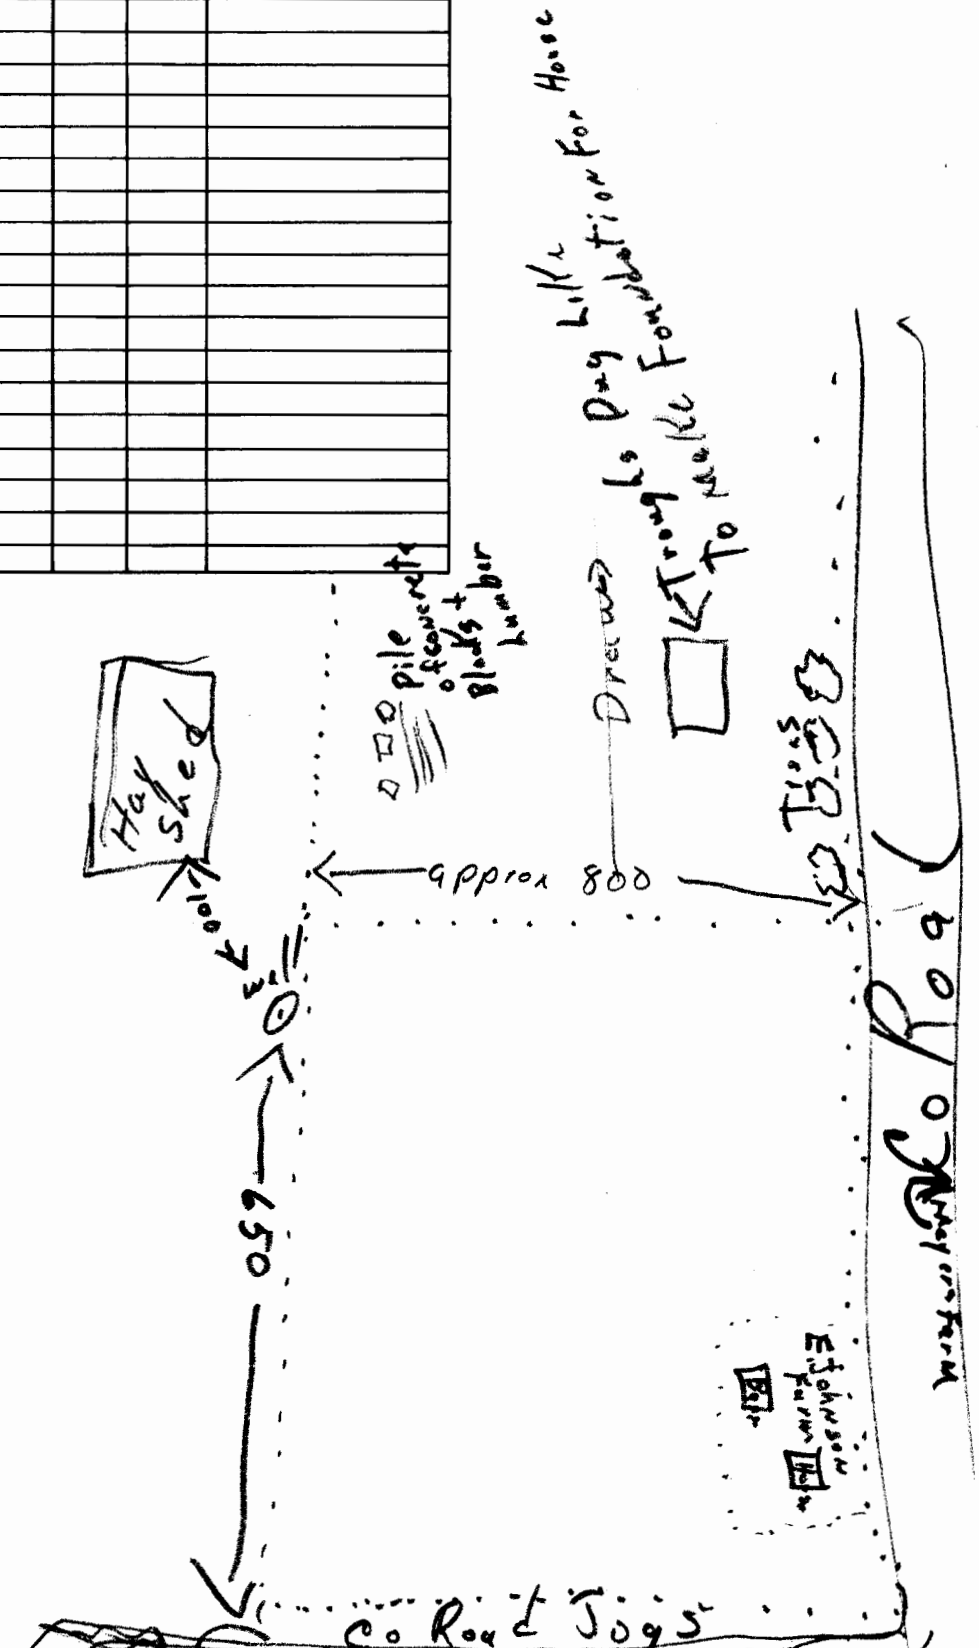 Hay
Shed
Pile
of concrete
Blocks +
Lumber
Troughs Dug Like
To Make Foundation For House
Trees
approx 800
100
W
650
Co Road
E. Johnson
Farm
Co Road Jogs